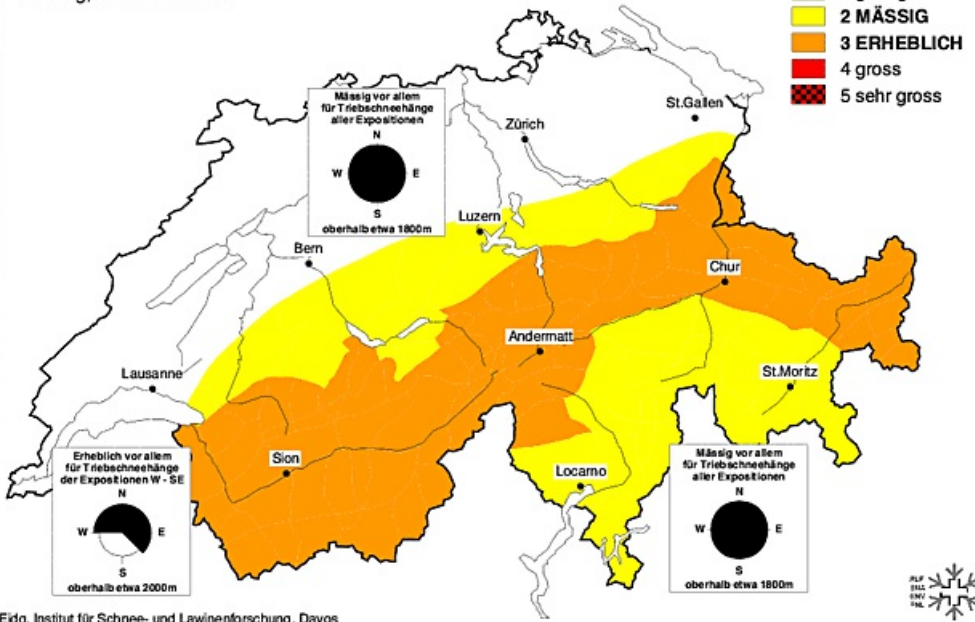 2 MÄSSIG
3 ERHEBLICH
4 gross
5 sehr gross
St.Gallen
Zürich
Mässig vor allem
für Triebschneehänge
aller Expositionen
N
W E
S
oberhalb etwa 1800m
Luzern
Bern
Chur
Andermatt
Lausanne
St.Moritz
Sion
Locarno
Erheblich vor allem
für Triebschneehänge
der Expositionen W - SE
N
W E
S
oberhalb etwa 2000m
Mässig vor allem
für Triebschneehänge
aller Expositionen
N
W E
S
oberhalb etwa 1800m
SLF
Eidg. Institut für Schnee- und Lawinenforschung, Davos